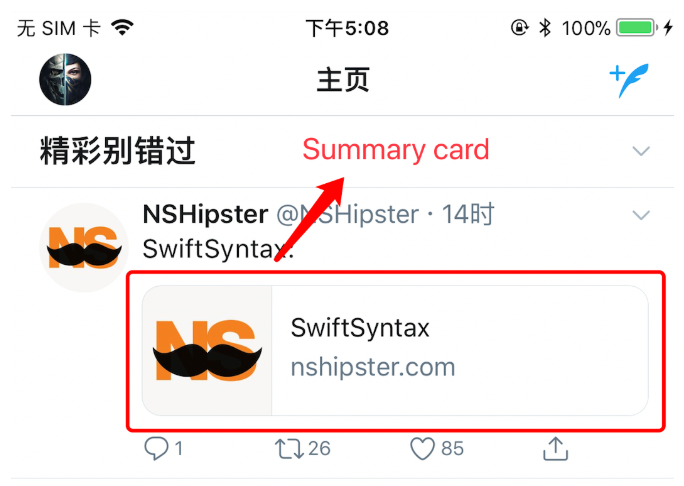 无 SIM 卡 下午5:08 100%
主页
精彩别错过 Summary card
NSHipster @NSHipster · 14时
NS SwiftSyntax:
NS SwiftSyntax
nshipster.com
1 26 85